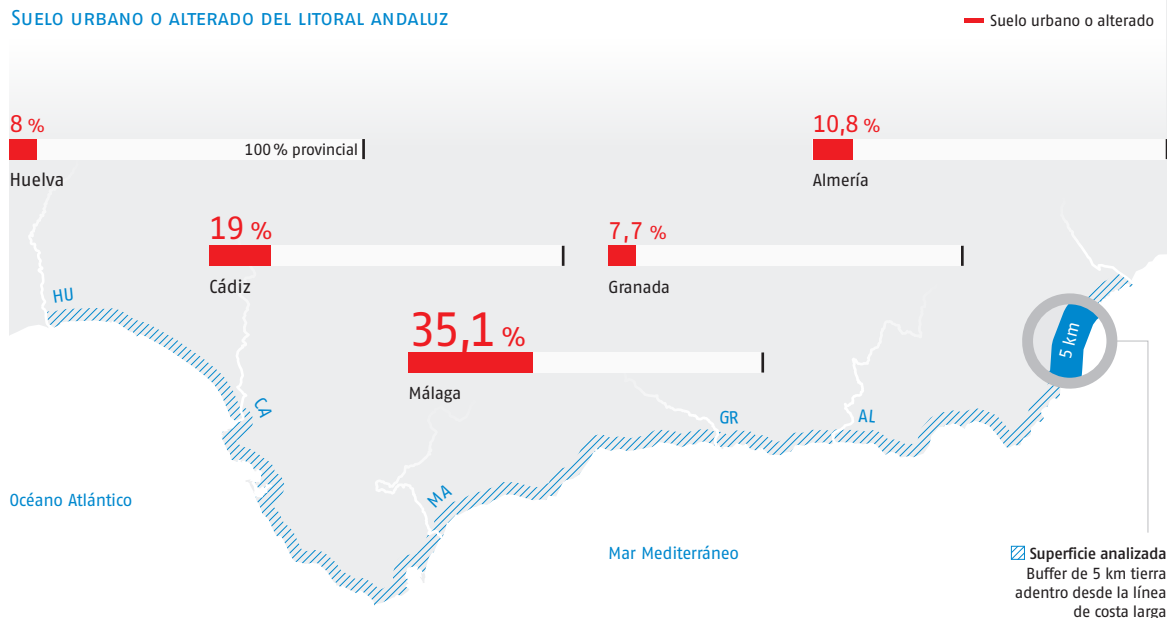 SUELO URBANO O ALTERADO DEL LITORAL ANDALUZ
Suelo urbano o alterado
8 %
100 % provincial
Huelva
10,8 %
Almería
19 %
Cádiz
7,7 %
Granada
35,1 %
Málaga
HU
CA
MA
GR
AL
5 km
Océano Atlántico
Mar Mediterráneo
Superficie analizada
Buffer de 5 km tierra
adentro desde la línea
de costa larga